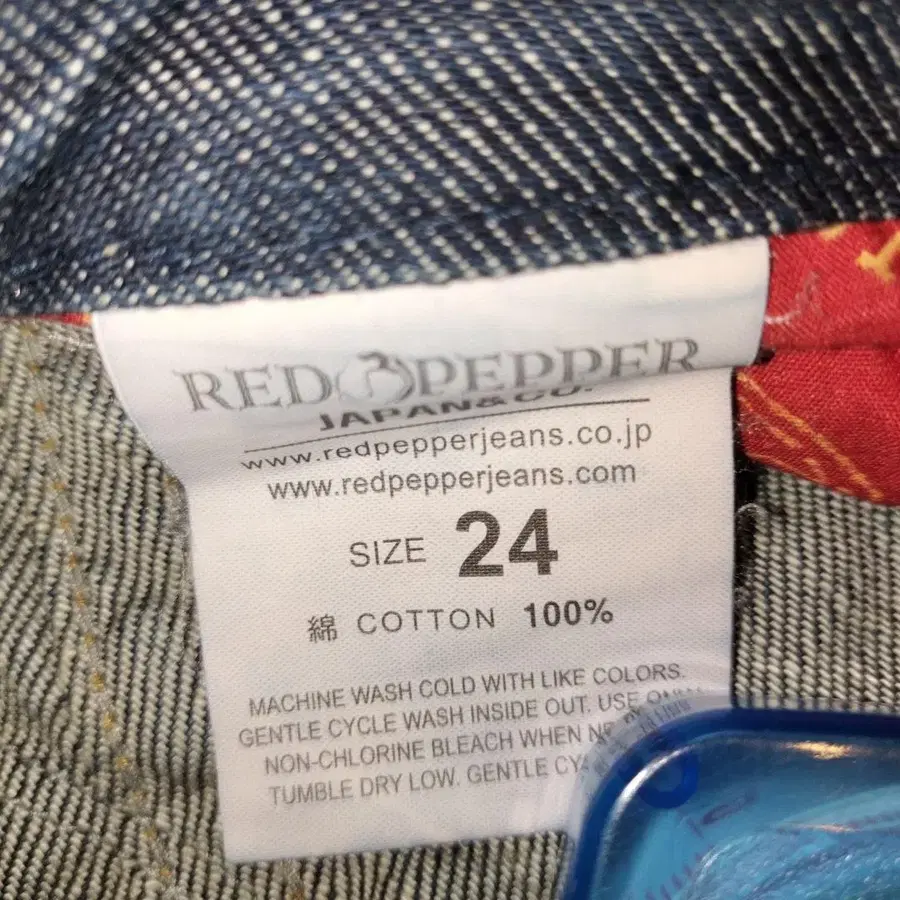 RED PEPPER
JAPAN&CO.
www.redpepperjeans.co.jp
www.redpepperjeans.com
SIZE 24
綿 COTTON 100%
MACHINE WASH COLD WITH LIKE COLORS.
GENTLE CYCLE WASH INSIDE OUT. USE ONLY
NON-CHLORINE BLEACH WHEN
TUMBLE DRY LOW. GENTLE